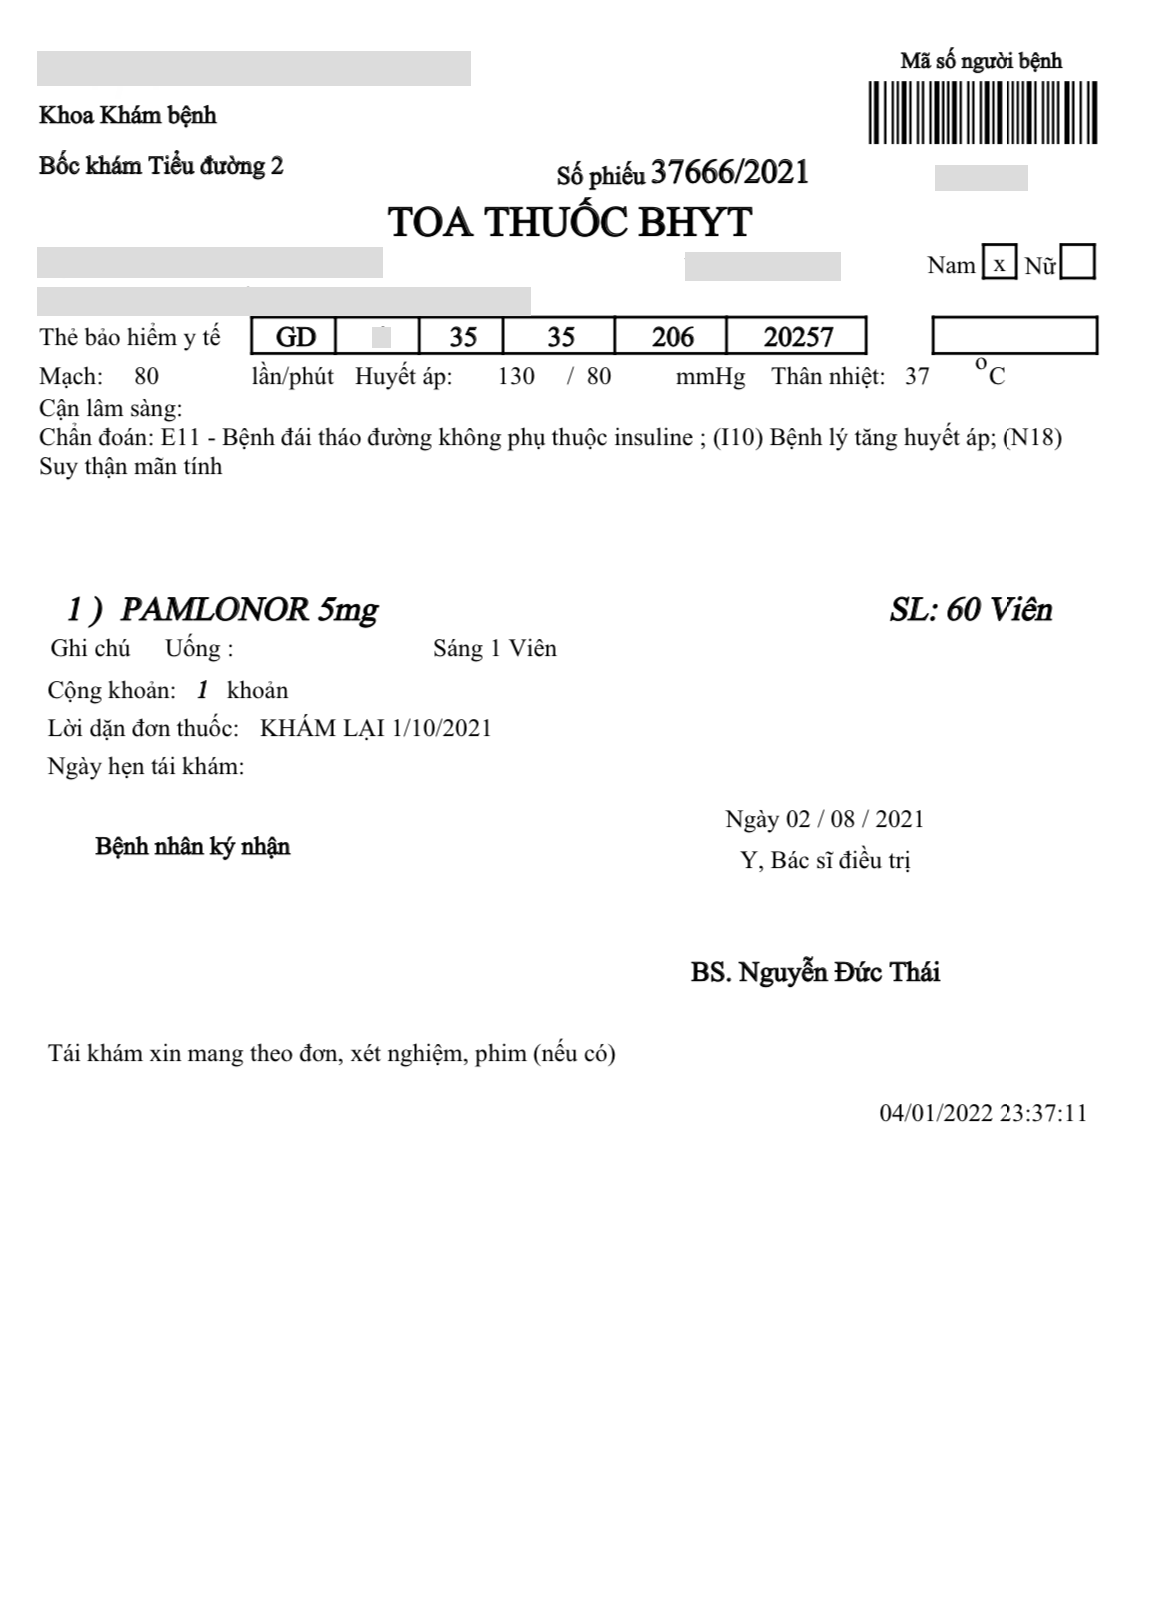 Mã số người bệnh
Khoa Khám bệnh
Bốc khám Tiểu đường 2
Số phiếu 37666/2021
TOA THUỐC BHYT
Nam x Nữ
Thẻ bảo hiểm y tế GD 35 35 206 20257
Mạch: 80 lần/phút Huyết áp: 130 / 80 mmHg Thân nhiệt: 37 °C
Cận lâm sàng:
Chẩn đoán: E11 - Bệnh đái tháo đường không phụ thuộc insuline ; (I10) Bệnh lý tăng huyết áp; (N18)
Suy thận mãn tính
1 ) PAMLONOR 5mg SL: 60 Viên
Ghi chú Uống : Sáng 1 Viên
Cộng khoản: 1 khoản
Lời dặn đơn thuốc: KHÁM LẠI 1/10/2021
Ngày hẹn tái khám:
Ngày 02 / 08 / 2021
Bệnh nhân ký nhận
Y, Bác sĩ điều trị
BS. Nguyễn Đức Thái
Tái khám xin mang theo đơn, xét nghiệm, phim (nếu có)
04/01/2022 23:37:11